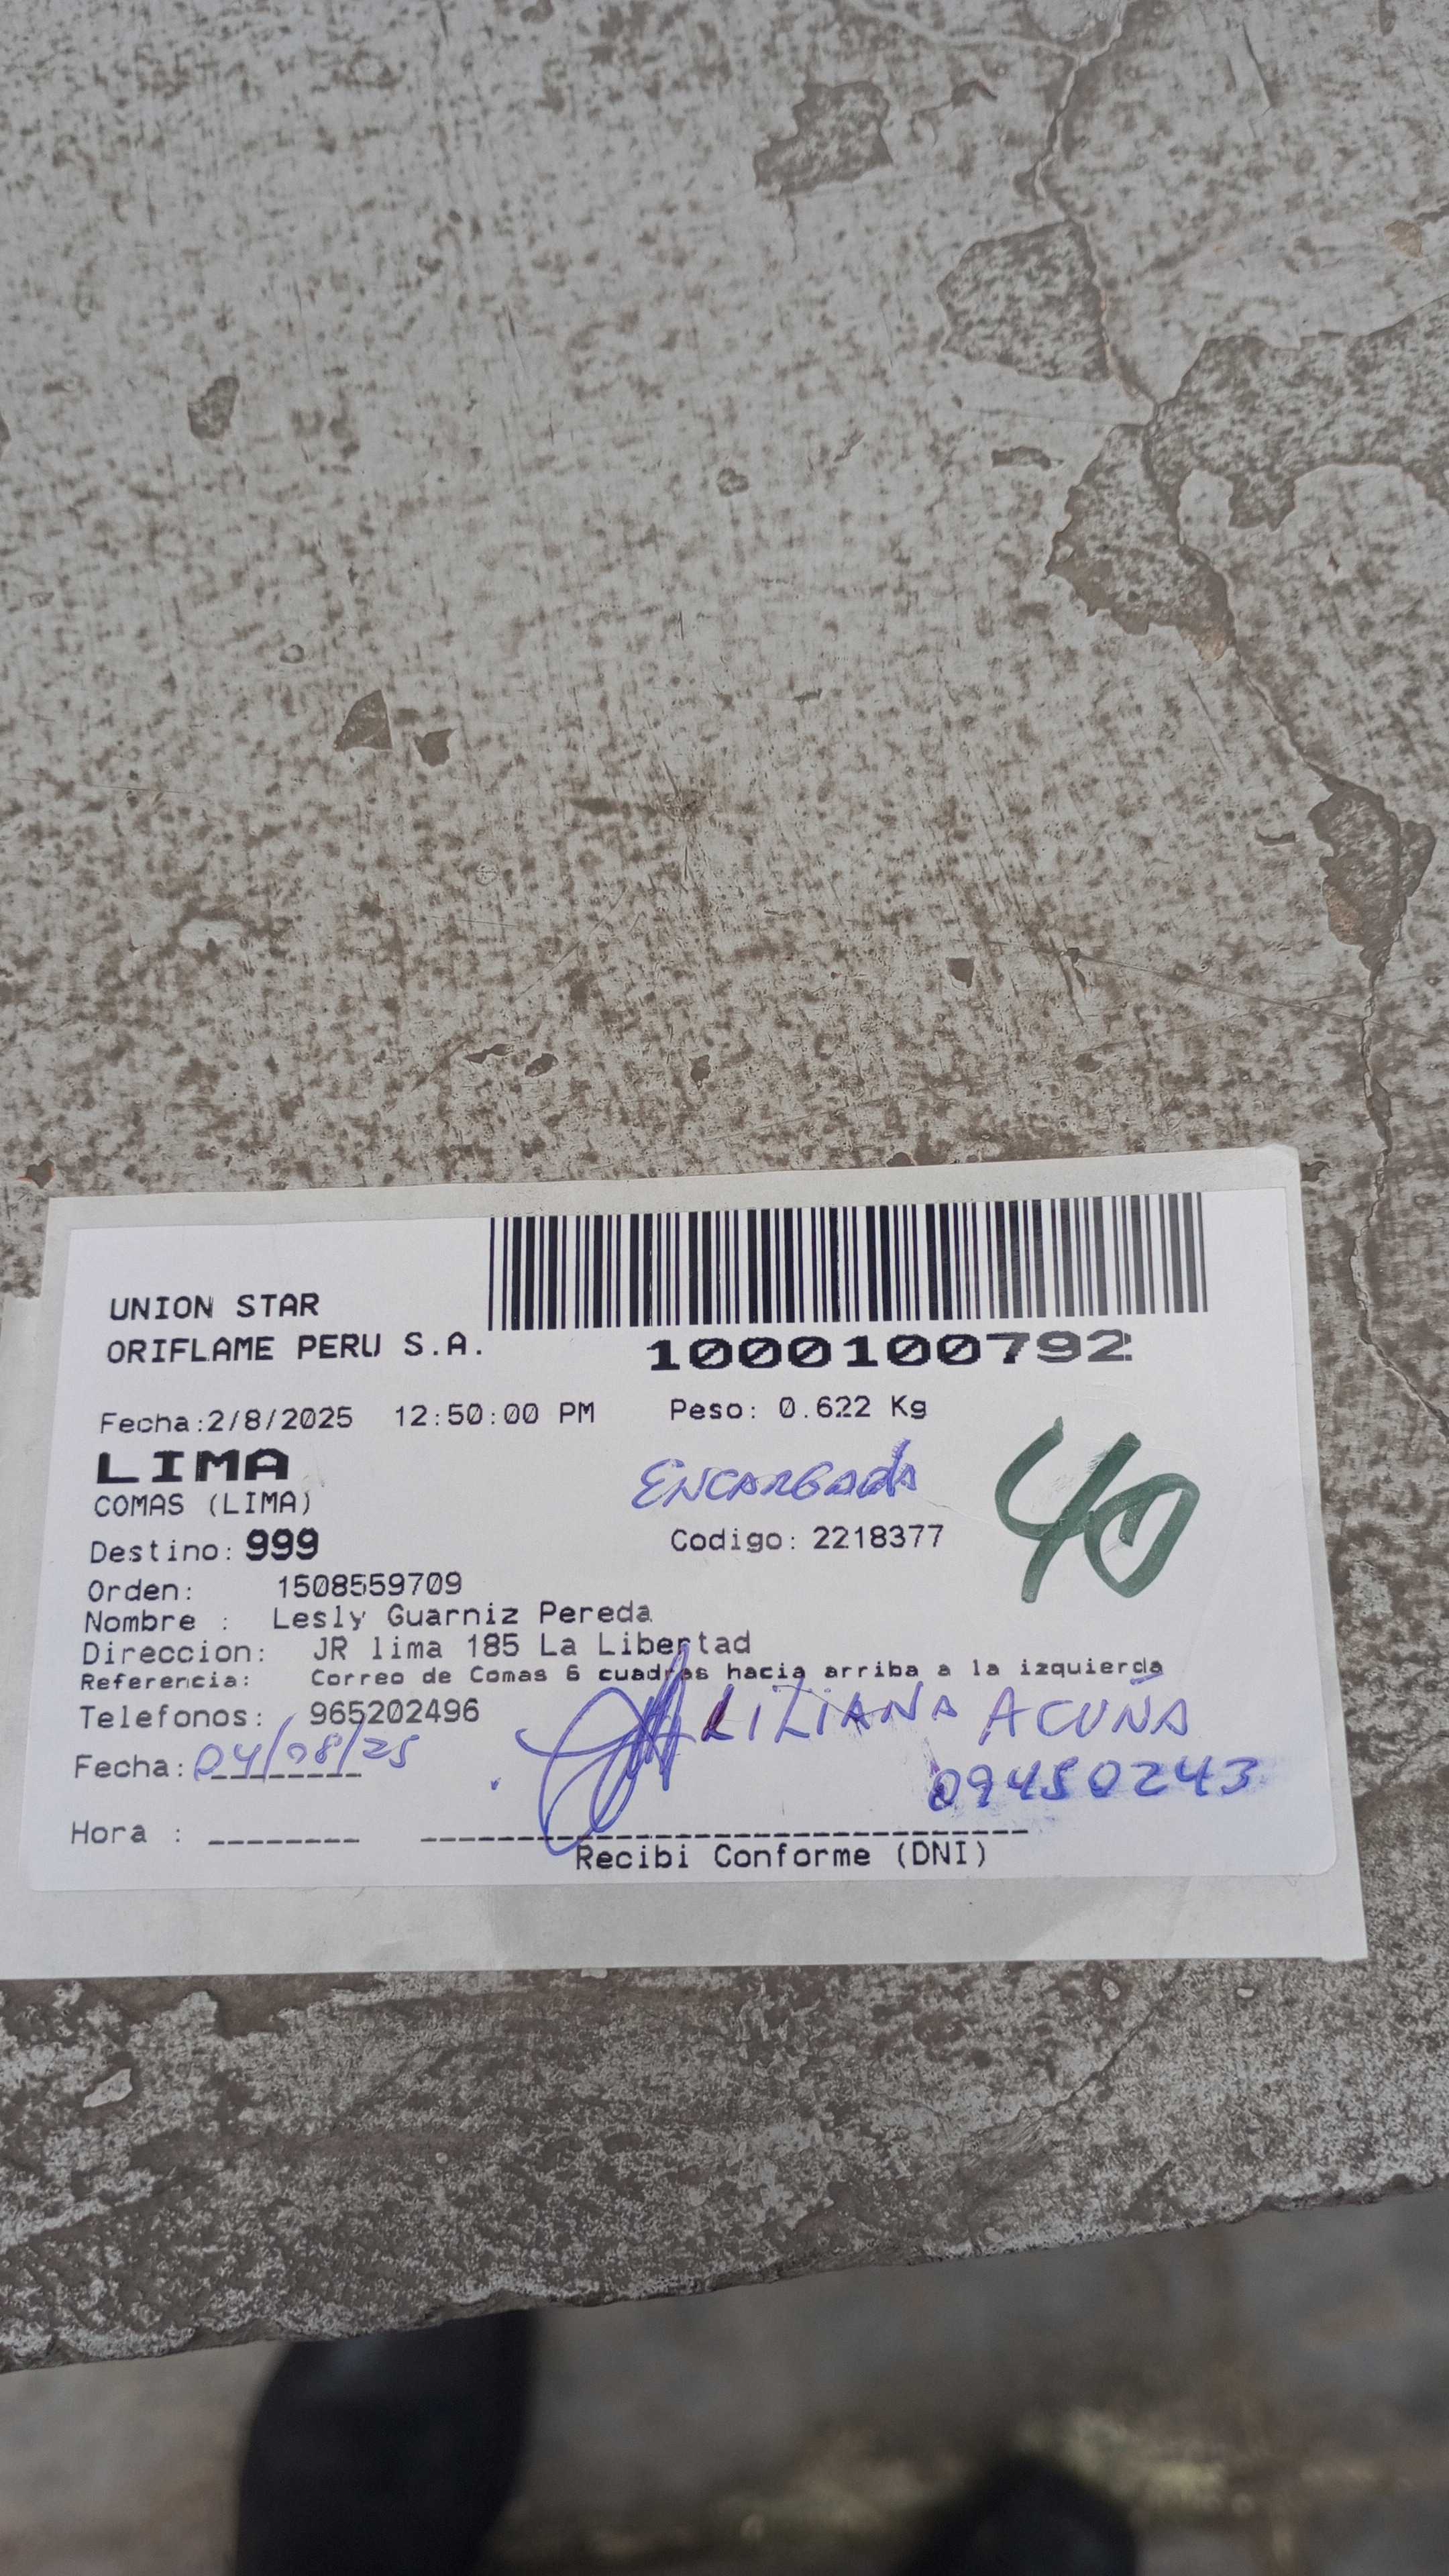 UNION STAR
ORIFLAME PERU S.A.
1000100792
Fecha:2/8/2025 12:50:00 PM Peso: 0.622 Kg
LIMA
ENCARGADA
40
COMAS (LIMA)
Destino: 999 Codigo: 2218377
Orden: 1508559709
Nombre : Lesly Guarniz Pereda
Direccion: JR lima 185 La Libertad
Referencia: Correo de Comas 6 cuadras hacia arriba a la izquierda
Telefonos: 965202496
LILIANA ACUÑA
Fecha: 04/08/25
09450243
Hora :
Recibi Conforme (DNI)